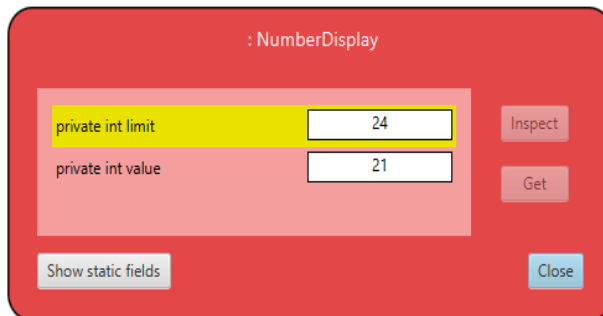 : NumberDisplay
private int limit 24
Inspect
private int value 21
Get
Show static fields
Close